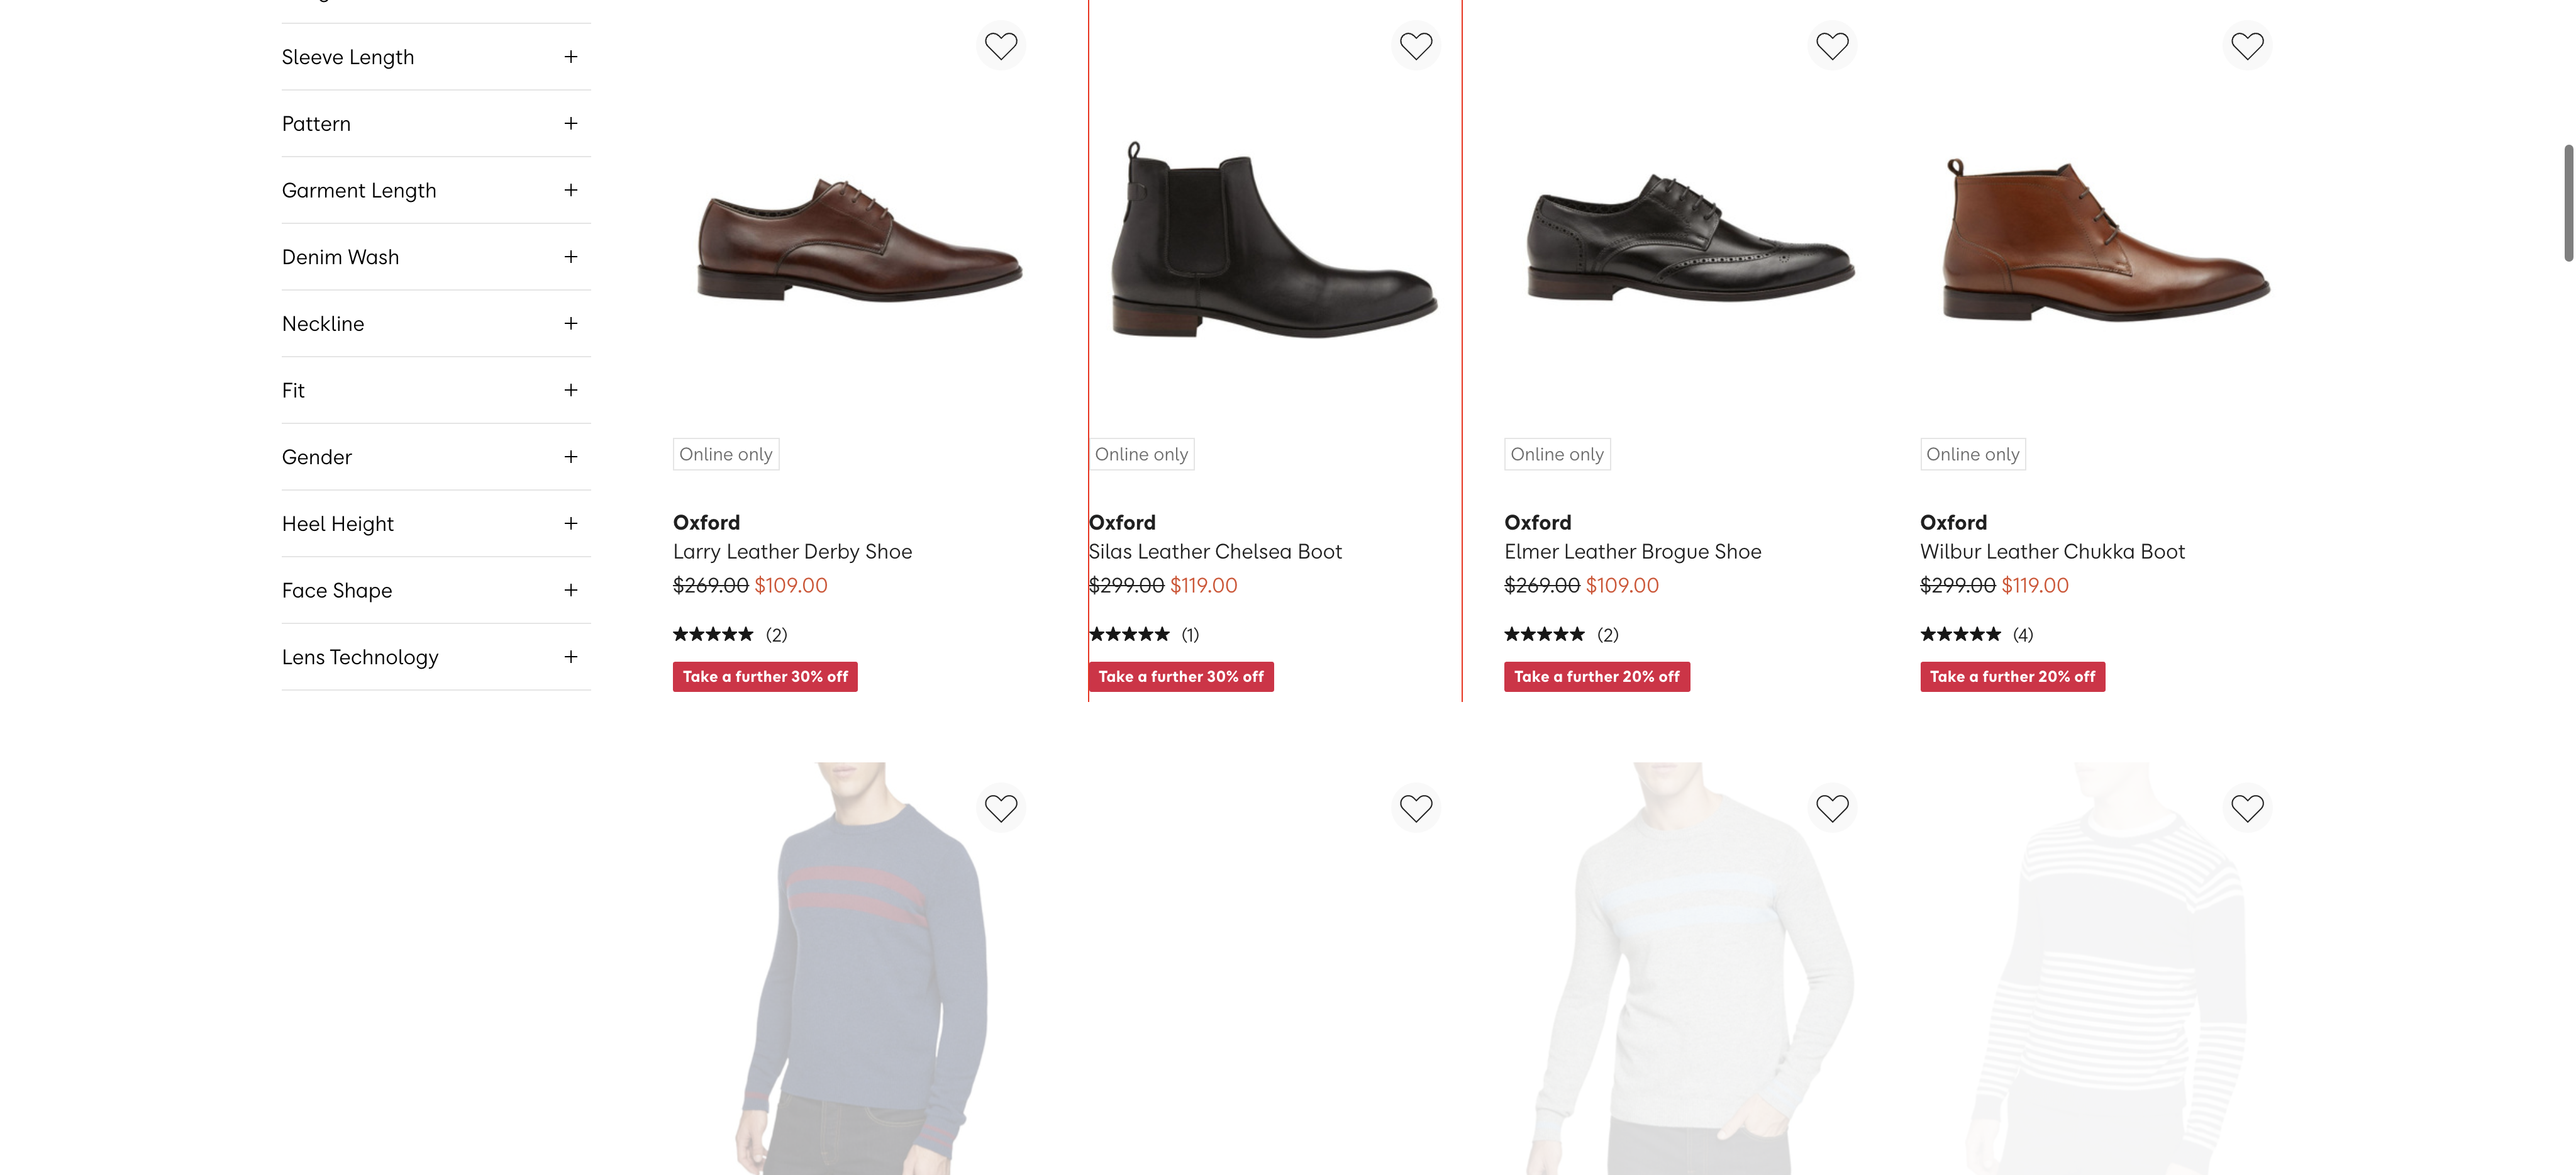 Sleeve Length
Pattern
Garment Length
Denim Wash
Neckline
Fit
Gender
Heel Height
Face Shape
Lens Technology
Online only
Oxford
Larry Leather Derby Shoe
$269.00 $109.00
(2)
Take a further 30% off
Online only
Oxford
Silas Leather Chelsea Boot
$299.00 $119.00
(1)
Take a further 30% off
Online only
Oxford
Elmer Leather Brogue Shoe
$269.00 $109.00
(2)
Take a further 20% off
Online only
Oxford
Wilbur Leather Chukka Boot
$299.00 $119.00
(4)
Take a further 20% off